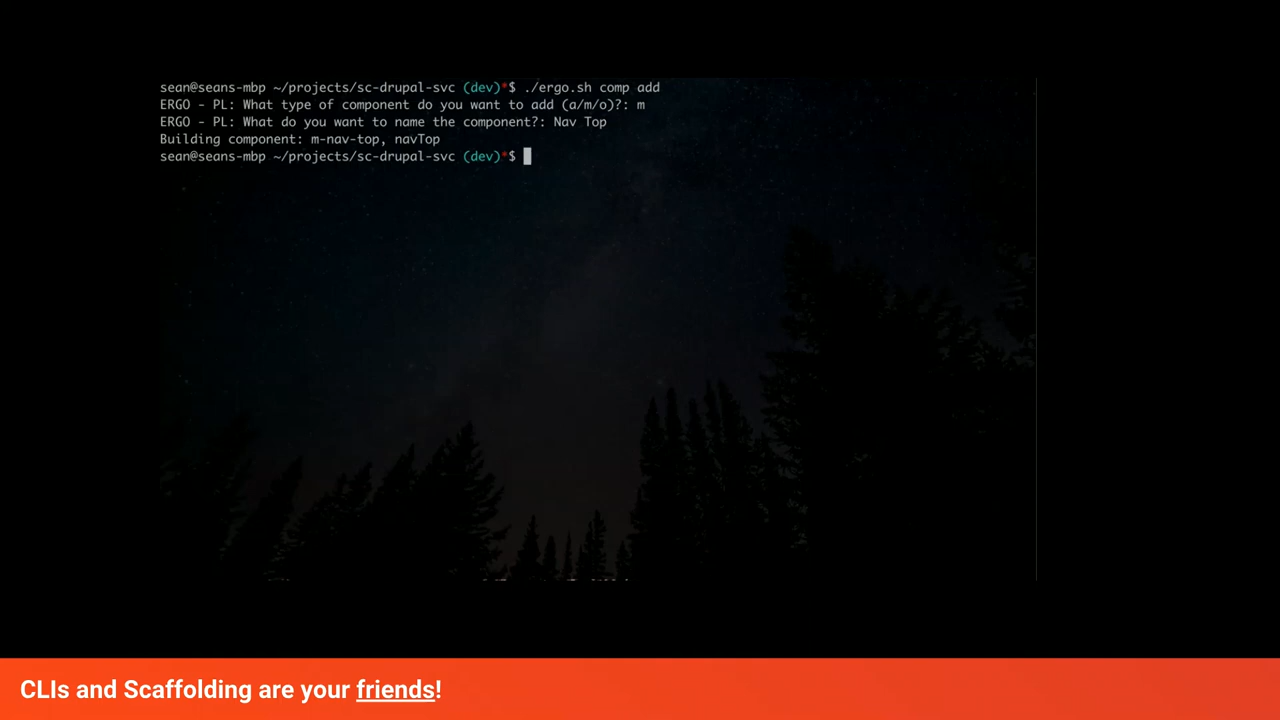 sean@seans-mbp ~/projects/sc-drupal-svc (dev)*$ ./ergo.sh comp add
ERGO - PL: What type of component do you want to add (a/m/o)?: m
ERGO - PL: What do you want to name the component?: Nav Top
Building component: m-nav-top, navTop
sean@seans-mbp ~/projects/sc-drupal-svc (dev)*$
CLIs and Scaffolding are your friends!